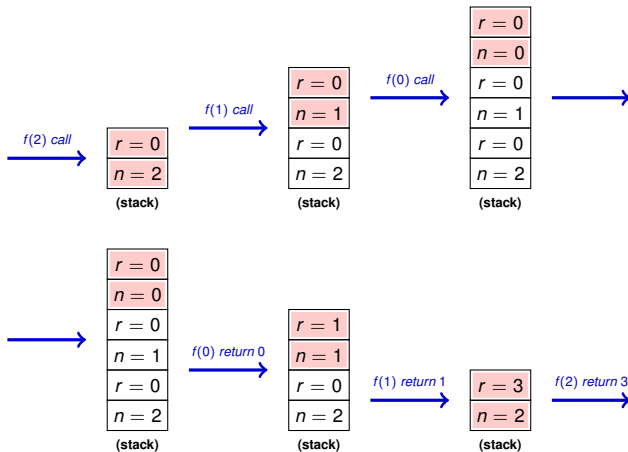 f(2) call
r = 0
n = 2
(stack)
f(1) call
r = 0
n = 1
r = 0
n = 2
(stack)
f(0) call
r = 0
n = 0
r = 0
n = 1
r = 0
n = 2
(stack)
r = 0
n = 0
r = 0
n = 1
r = 0
n = 2
(stack)
f(0) return 0
r = 1
n = 1
r = 0
n = 2
(stack)
f(1) return 1
r = 3
n = 2
(stack)
f(2) return 3